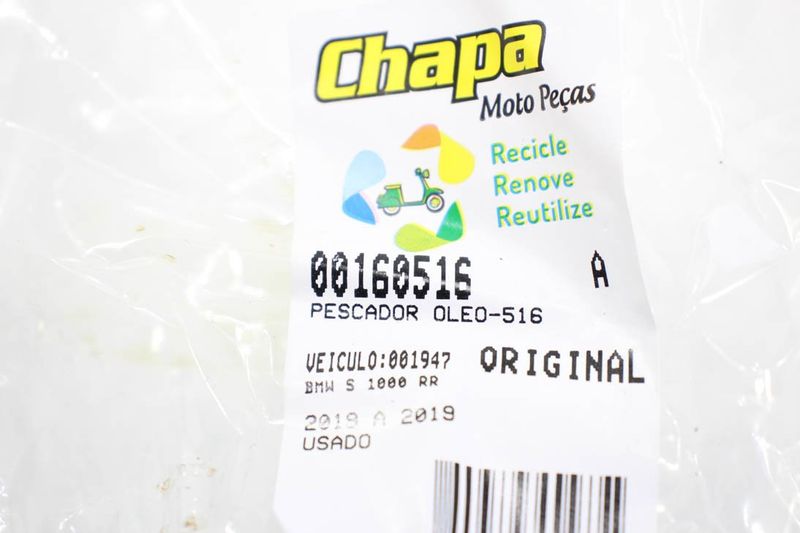 Chapa
Moto Peças
Recicle
Renove
Reutilize
00160516 A
PESCADOR OLEO-516
VEICULO:001947 ORIGINAL
BMW S 1000 RR
2019 A 2019
USADO